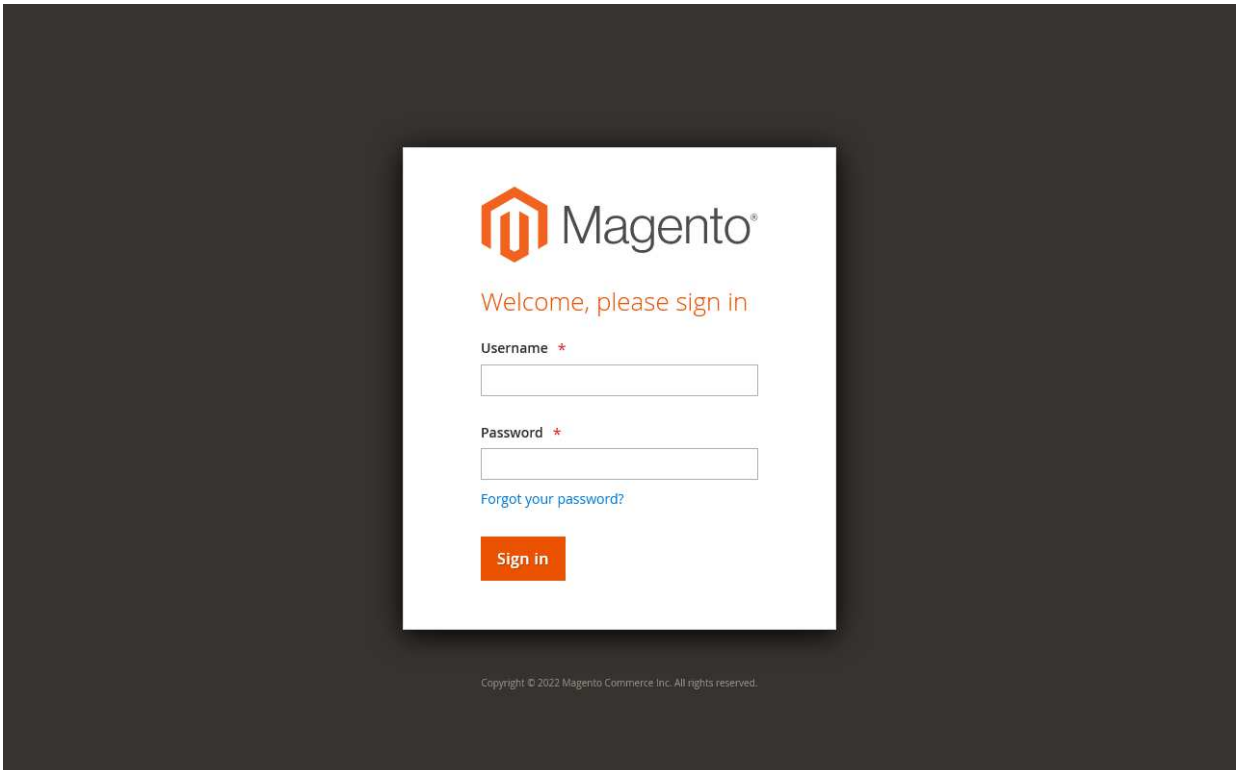 Magento®
Welcome, please sign in
Username *
Password *
Forgot your password?
Sign in
Copyright © 2022 Magento Commerce Inc. All rights reserved.